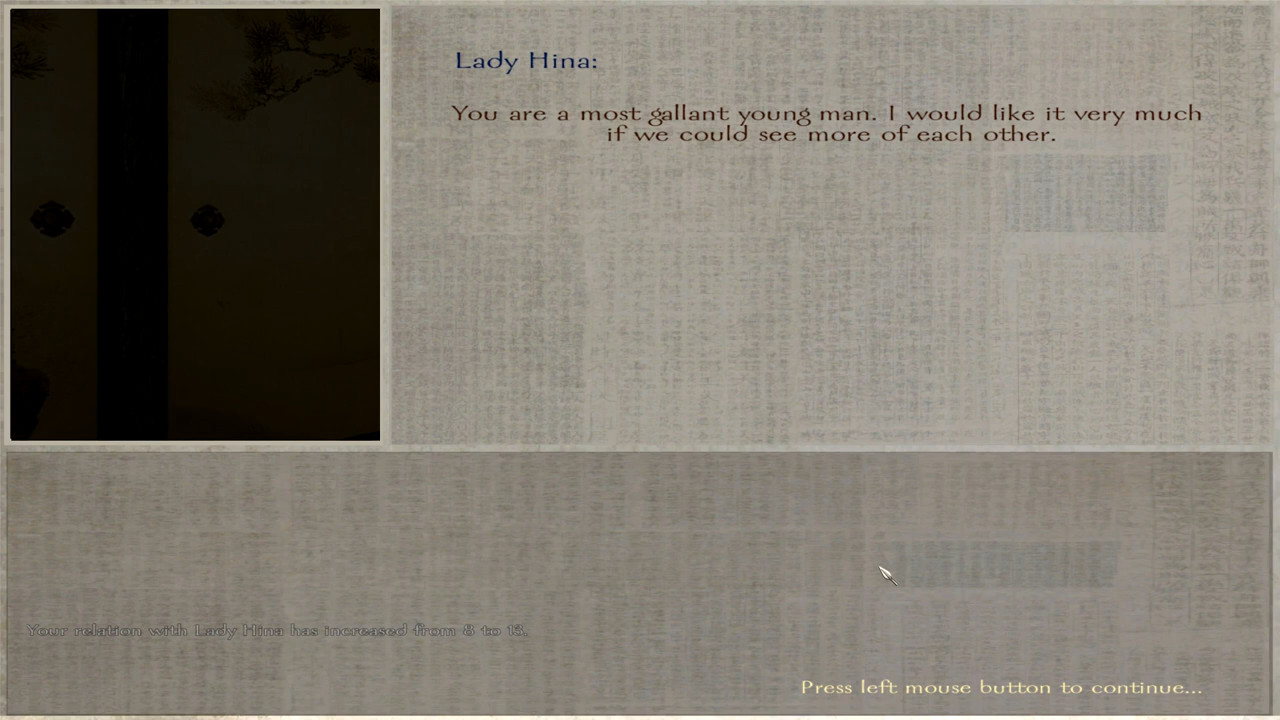 Lady Hina:
You are a most gallant young man. I would like it very much
if we could see more of each other.
Your relation with Lady Hina has increased from 8 to 13.
Press left mouse button to continue...